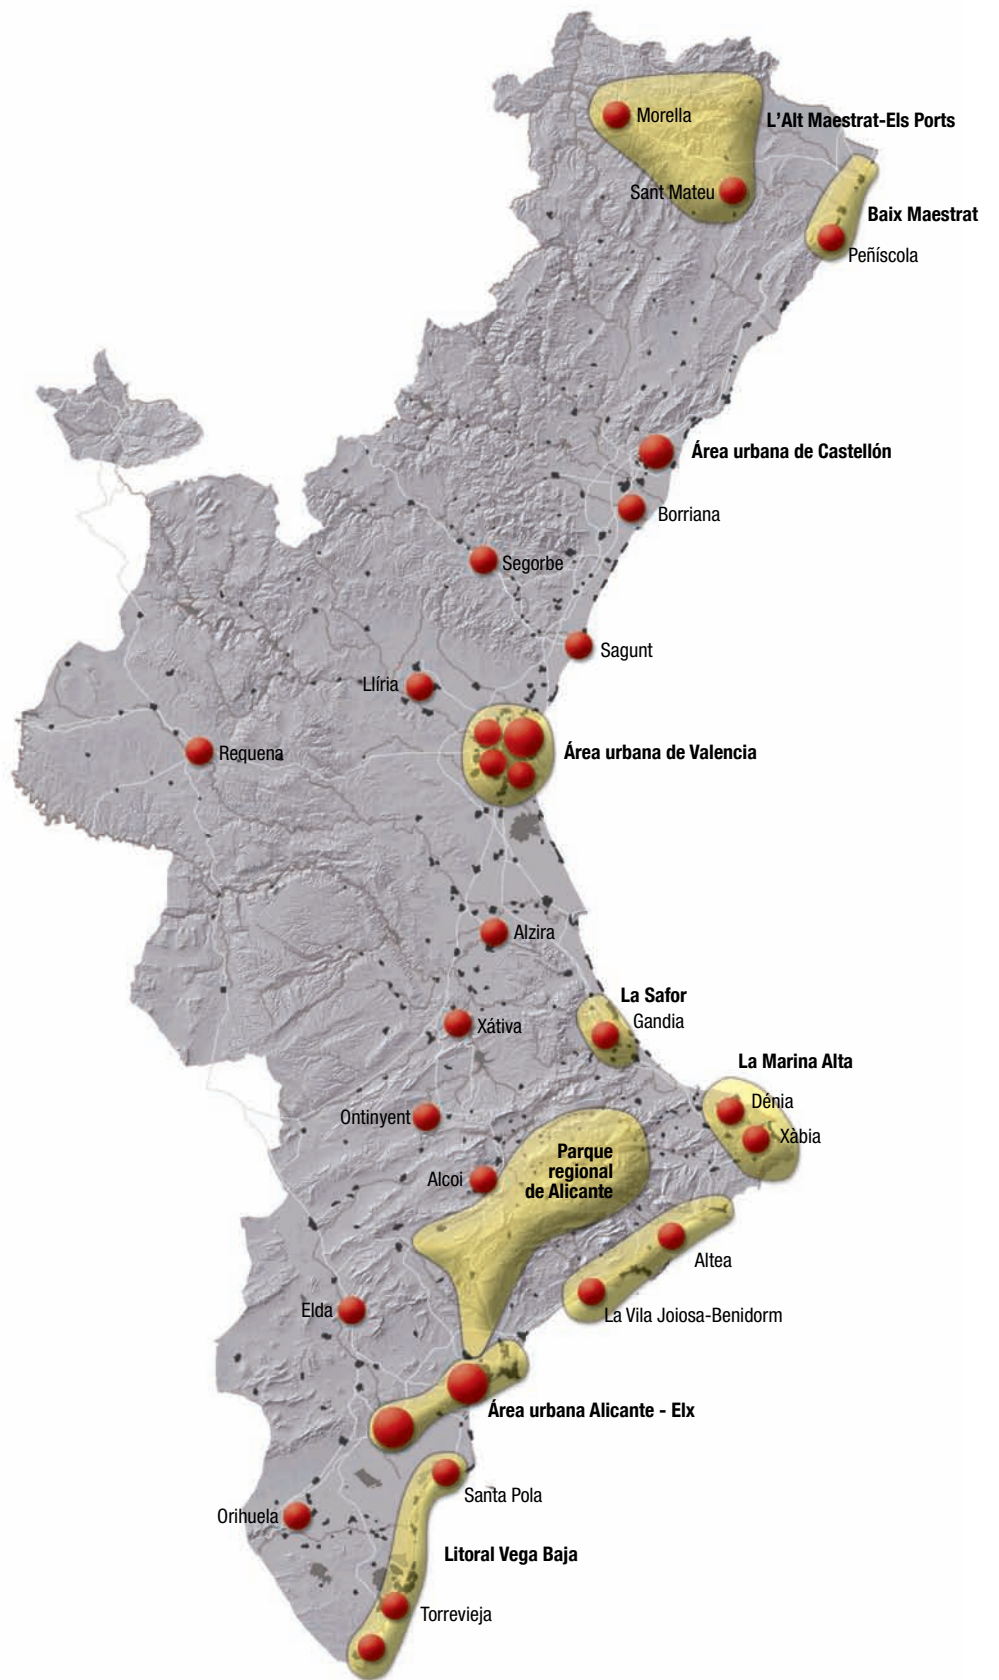 Morella
L'Alt Maestrat-Els Ports
Sant Mateu
Baix Maestrat
Peñíscola
Área urbana de Castellón
Borriana
Segorbe
Sagunt
Llíria
Requena
Área urbana de Valencia
Alzira
La Safor
Gandia
Xátiva
La Marina Alta
Dénia
Ontinyent
Xàbia
Parque
regional
de Alicante
Alcoi
Altea
Elda
La Vila Joiosa-Benidorm
Área urbana Alicante - Elx
Santa Pola
Orihuela
Litoral Vega Baja
Torrevieja